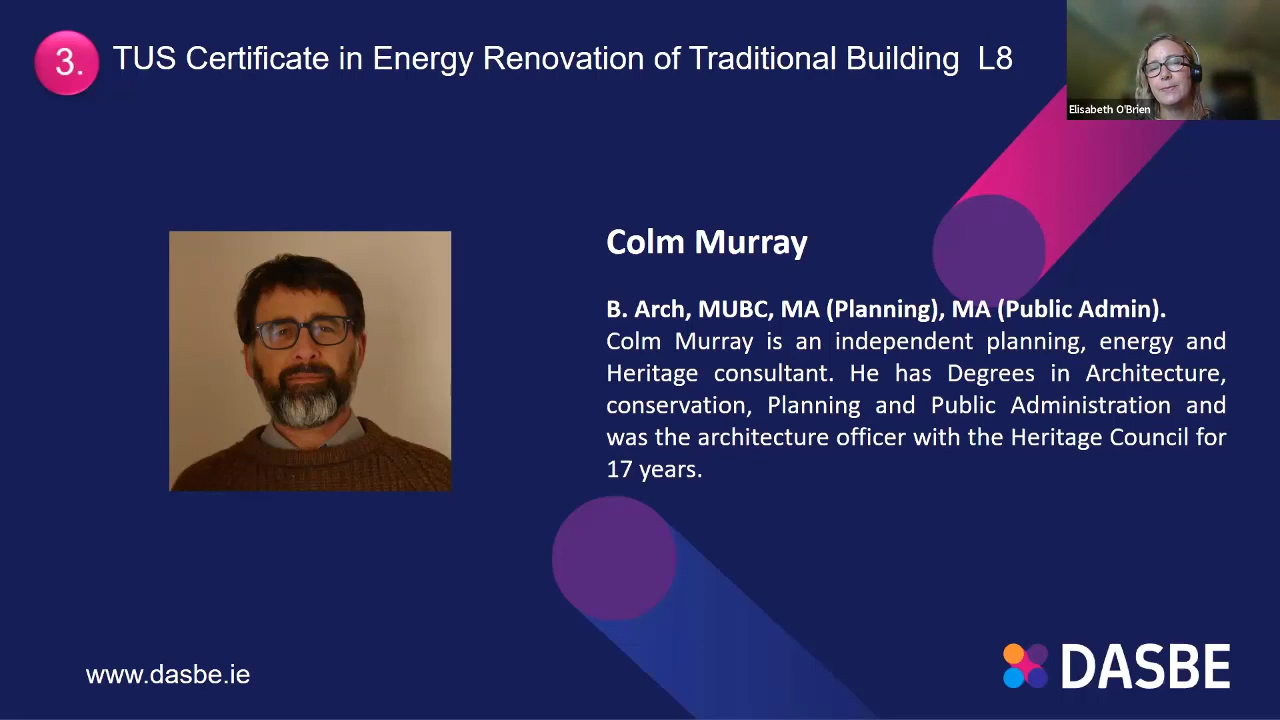 3.
TUS Certificate in Energy Renovation of Traditional Building L8
Elisabeth O'Brien
Colm Murray
B. Arch, MUBC, MA (Planning), MA (Public Admin).
Colm Murray is an independent planning, energy and
Heritage consultant. He has Degrees in Architecture,
conservation, Planning and Public Administration and
was the architecture officer with the Heritage Council for
17 years.
www.dasbe.ie
DASBE